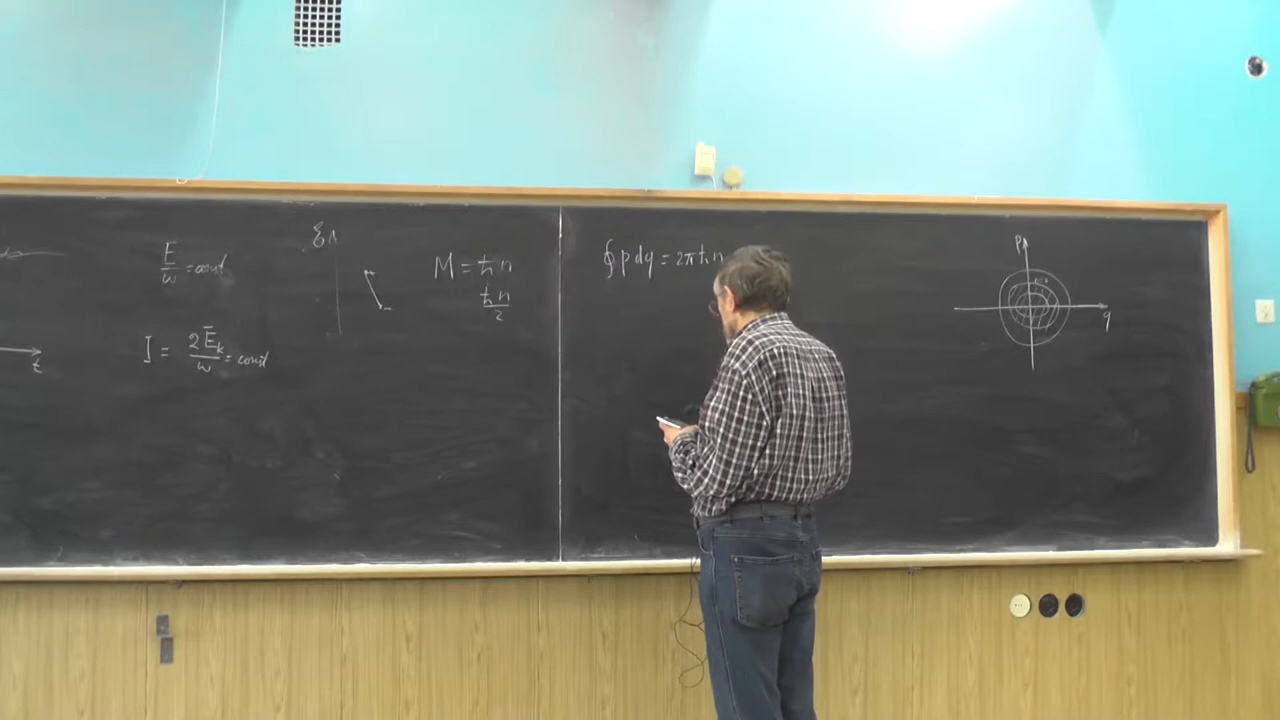 E/ω = const
I = 2Ē_k/ω = const
t
ℰ
M = ħn
ħn/2
∮ p dq = 2πħn
p
q